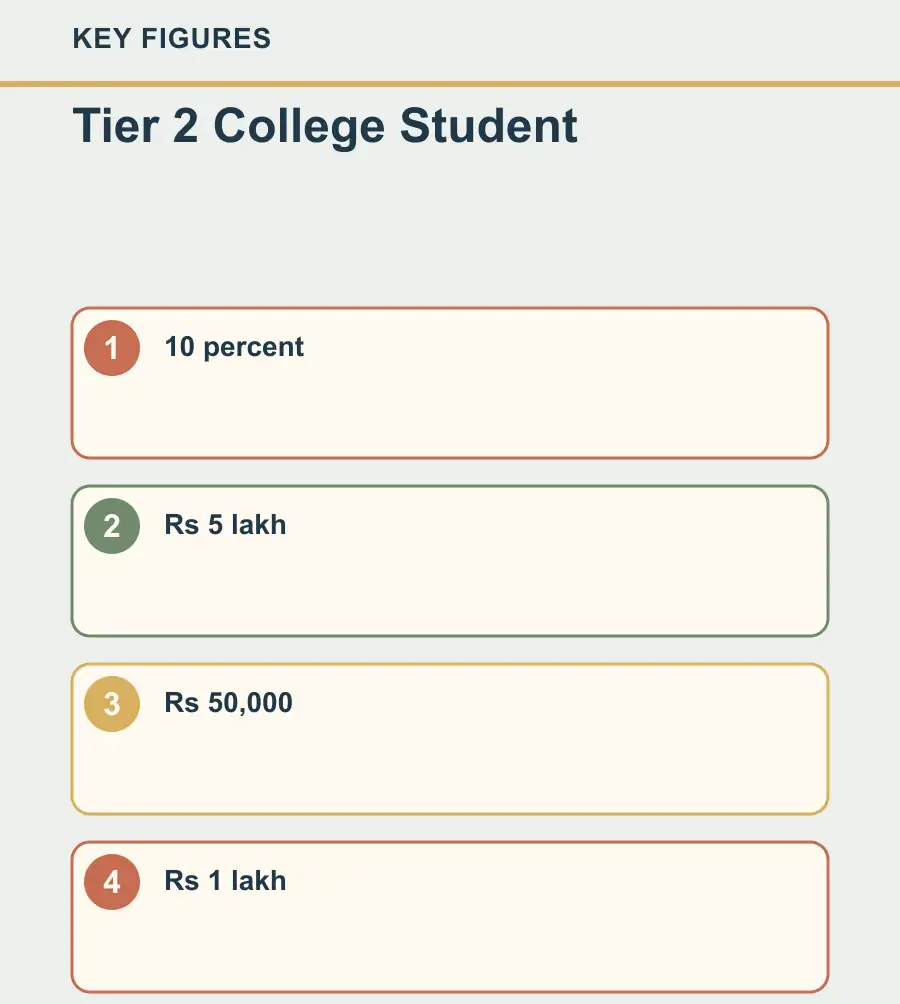 KEY FIGURES
Tier 2 College Student
1 10 percent
2 Rs 5 lakh
3 Rs 50,000
4 Rs 1 lakh